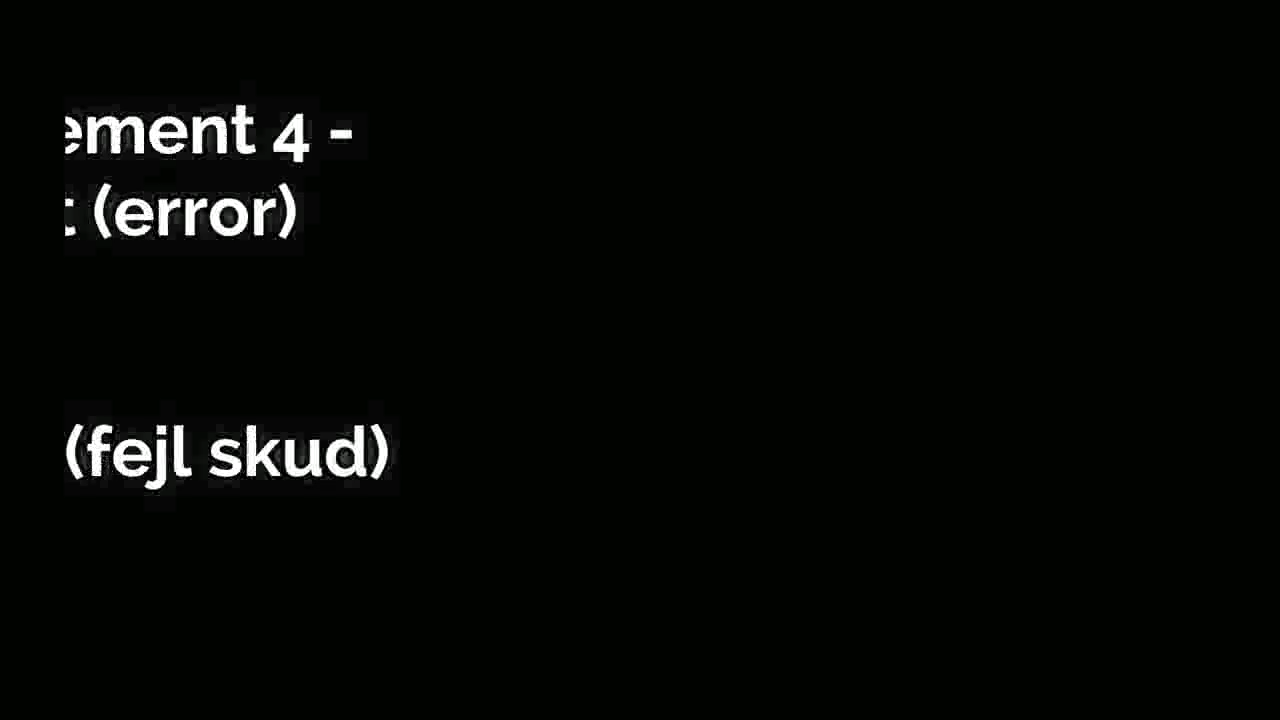 ement 4 -
t (error)
(fejl skud)